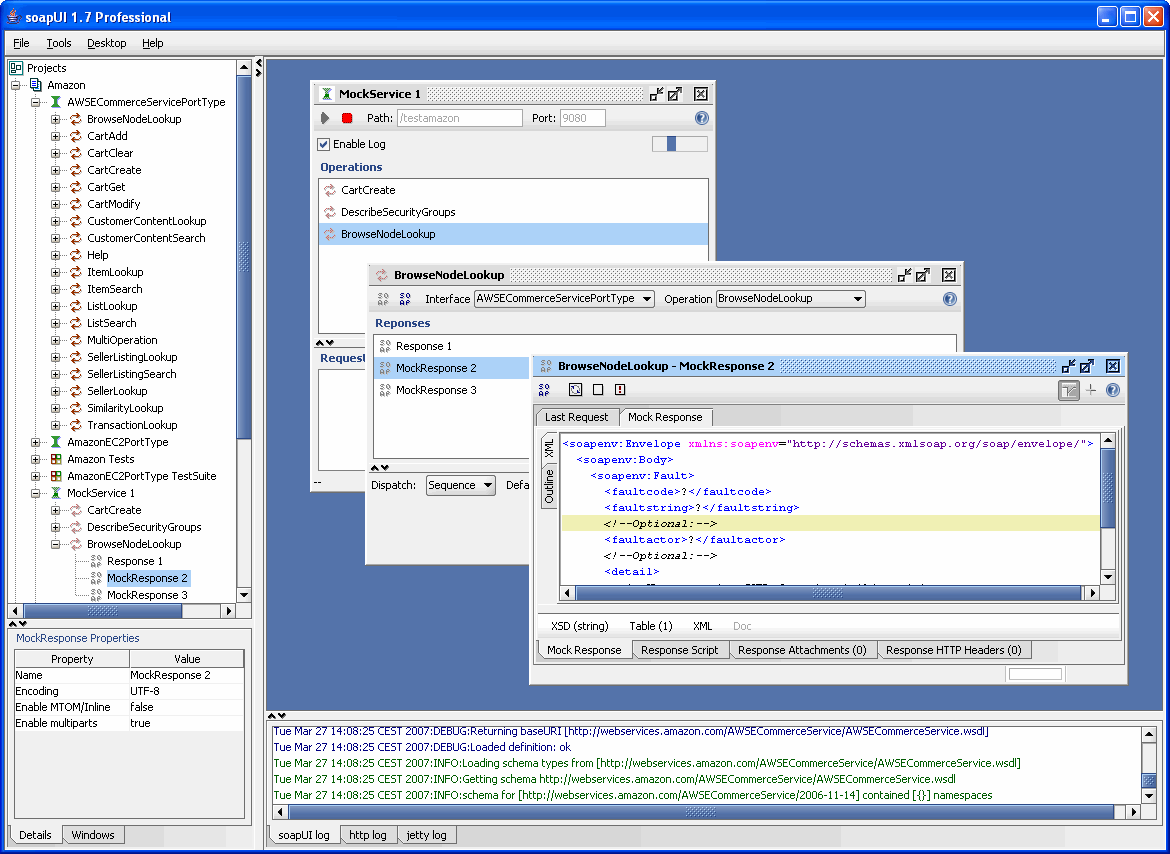 soapUI 1.7 Professional
File Tools Desktop Help
Projects
Amazon
AWSECommerceServicePortType
BrowseNodeLookup
CartAdd
CartClear
CartCreate
CartGet
CartModify
CustomerContentLookup
CustomerContentSearch
Help
ItemLookup
ItemSearch
ListLookup
ListSearch
MultiOperation
SellerListingLookup
SellerListingSearch
SellerLookup
SimilarityLookup
TransactionLookup
AmazonEC2PortType
Amazon Tests
AmazonEC2PortType TestSuite
MockService 1
CartCreate
DescribeSecurityGroups
BrowseNodeLookup
Response 1
MockResponse 2
MockResponse 3
MockResponse Properties
Property Value
Name MockResponse 2
Encoding UTF-8
Enable MTOM/Inline false
Enable multiparts true
Details Windows
MockService 1
Path: /testamazon Port: 9080
Enable Log
Operations
CartCreate
DescribeSecurityGroups
BrowseNodeLookup
Request
--
BrowseNodeLookup
Interface AWSECommerceServicePortType Operation BrowseNodeLookup
Reponses
Response 1
MockResponse 2
MockResponse 3
Dispatch: Sequence Defa
BrowseNodeLookup - MockResponse 2
Last Request Mock Response
XML
Outline
<soapenv:Envelope xmlns:soapenv="http://schemas.xmlsoap.org/soap/envelope/">
<soapenv:Body>
<soapenv:Fault>
<faultcode>?</faultcode>
<faultstring>?</faultstring>
<!--Optional:-->
<faultactor>?</faultactor>
<!--Optional:-->
<detail>
XSD (string) Table (1) XML Doc
Mock Response Response Script Response Attachments (0) Response HTTP Headers (0)
Tue Mar 27 14:08:25 CEST 2007:DEBUG:Returning baseURI [http://webservices.amazon.com/AWSECommerceService/AWSECommerceService.wsdl]
Tue Mar 27 14:08:25 CEST 2007:DEBUG:Loaded definition: ok
Tue Mar 27 14:08:25 CEST 2007:INFO:Loading schema types from [http://webservices.amazon.com/AWSECommerceService/AWSECommerceService.wsdl]
Tue Mar 27 14:08:25 CEST 2007:INFO:Getting schema http://webservices.amazon.com/AWSECommerceService/AWSECommerceService.wsdl
Tue Mar 27 14:08:25 CEST 2007:INFO:schema for [http://webservices.amazon.com/AWSECommerceService/2006-11-14] contained [{}] namespaces
soapUI log http log jetty log